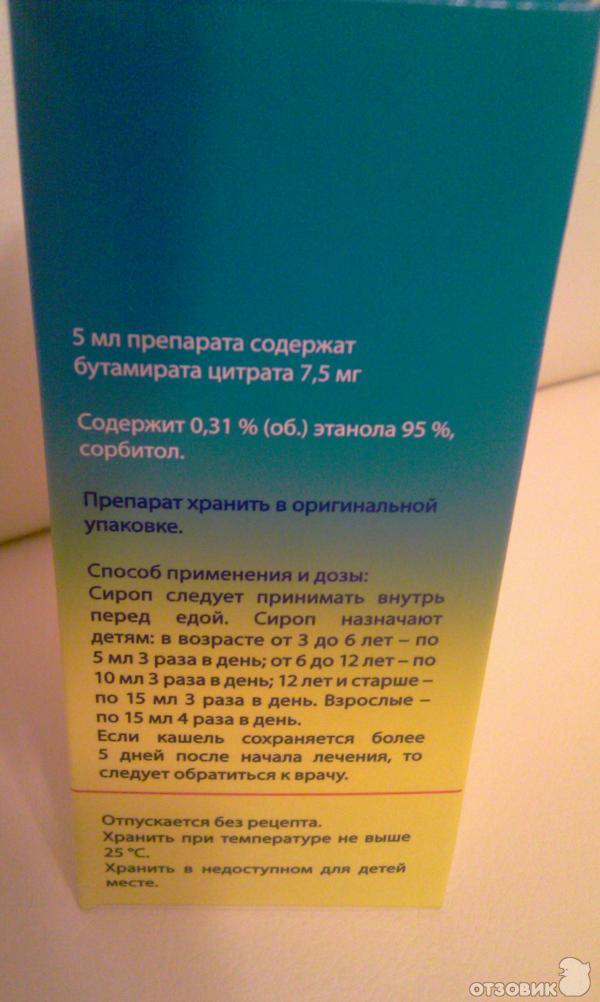 5 мл препарата содержат
бутамирата цитрата 7,5 мг
Содержит 0,31 % (об.) этанола 95 %,
сорбитол.
Препарат хранить в оригинальной
упаковке.
Способ применения и дозы:
Сироп следует принимать внутрь
перед едой. Сироп назначают
детям: в возрасте от 3 до 6 лет – по
5 мл 3 раза в день; от 6 до 12 лет – по
10 мл 3 раза в день; 12 лет и старше –
по 15 мл 3 раза в день. Взрослые –
по 15 мл 4 раза в день.
Если кашель сохраняется более
5 дней после начала лечения, то
следует обратиться к врачу.
Отпускается без рецепта.
Хранить при температуре не выше
25 °C.
Хранить в недоступном для детей
месте.
ОТЗОВИК